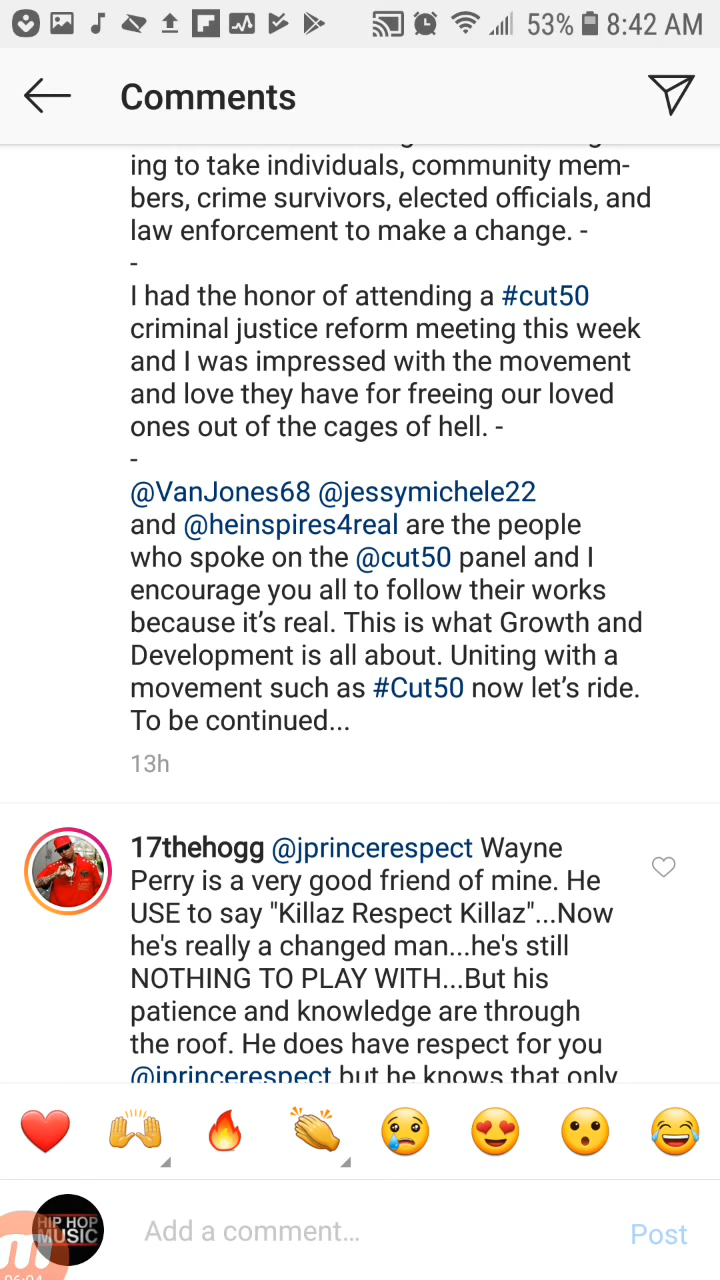 53% 8:42 AM
Comments
ing to take individuals, community mem-
bers, crime survivors, elected officials, and
law enforcement to make a change. -
-
I had the honor of attending a #cut50
criminal justice reform meeting this week
and I was impressed with the movement
and love they have for freeing our loved
ones out of the cages of hell. -
-
@VanJones68 @jessymichele22
and @heinspires4real are the people
who spoke on the @cut50 panel and I
encourage you all to follow their works
because it's real. This is what Growth and
Development is all about. Uniting with a
movement such as #Cut50 now let's ride.
To be continued...
13h
17thehogg @jprincerespect Wayne
Perry is a very good friend of mine. He
USE to say "Killaz Respect Killaz"...Now
he's really a changed man...he's still
NOTHING TO PLAY WITH...But his
patience and knowledge are through
the roof. He does have respect for you
@jprincerespect but he knows that only
HIP HOP
MUSIC
Add a comment...
Post
m
06:04